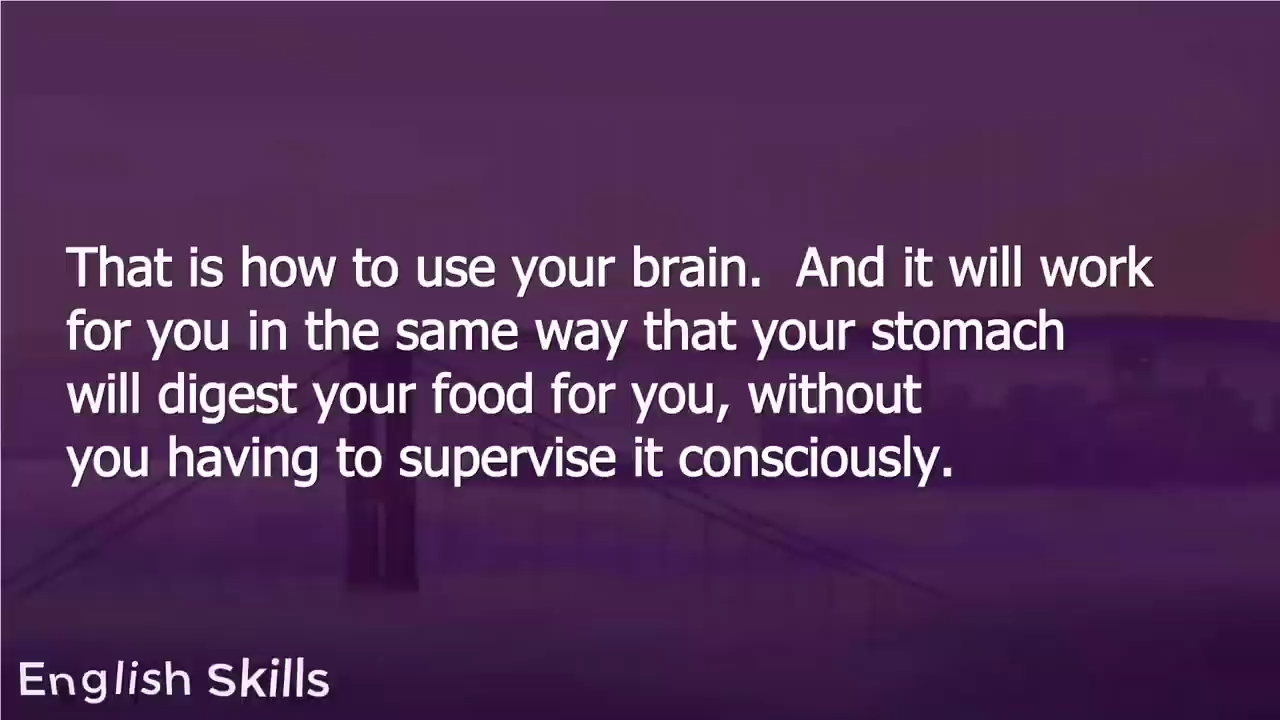 That is how to use your brain.  And it will work
for you in the same way that your stomach
will digest your food for you, without
you having to supervise it consciously.
English Skills